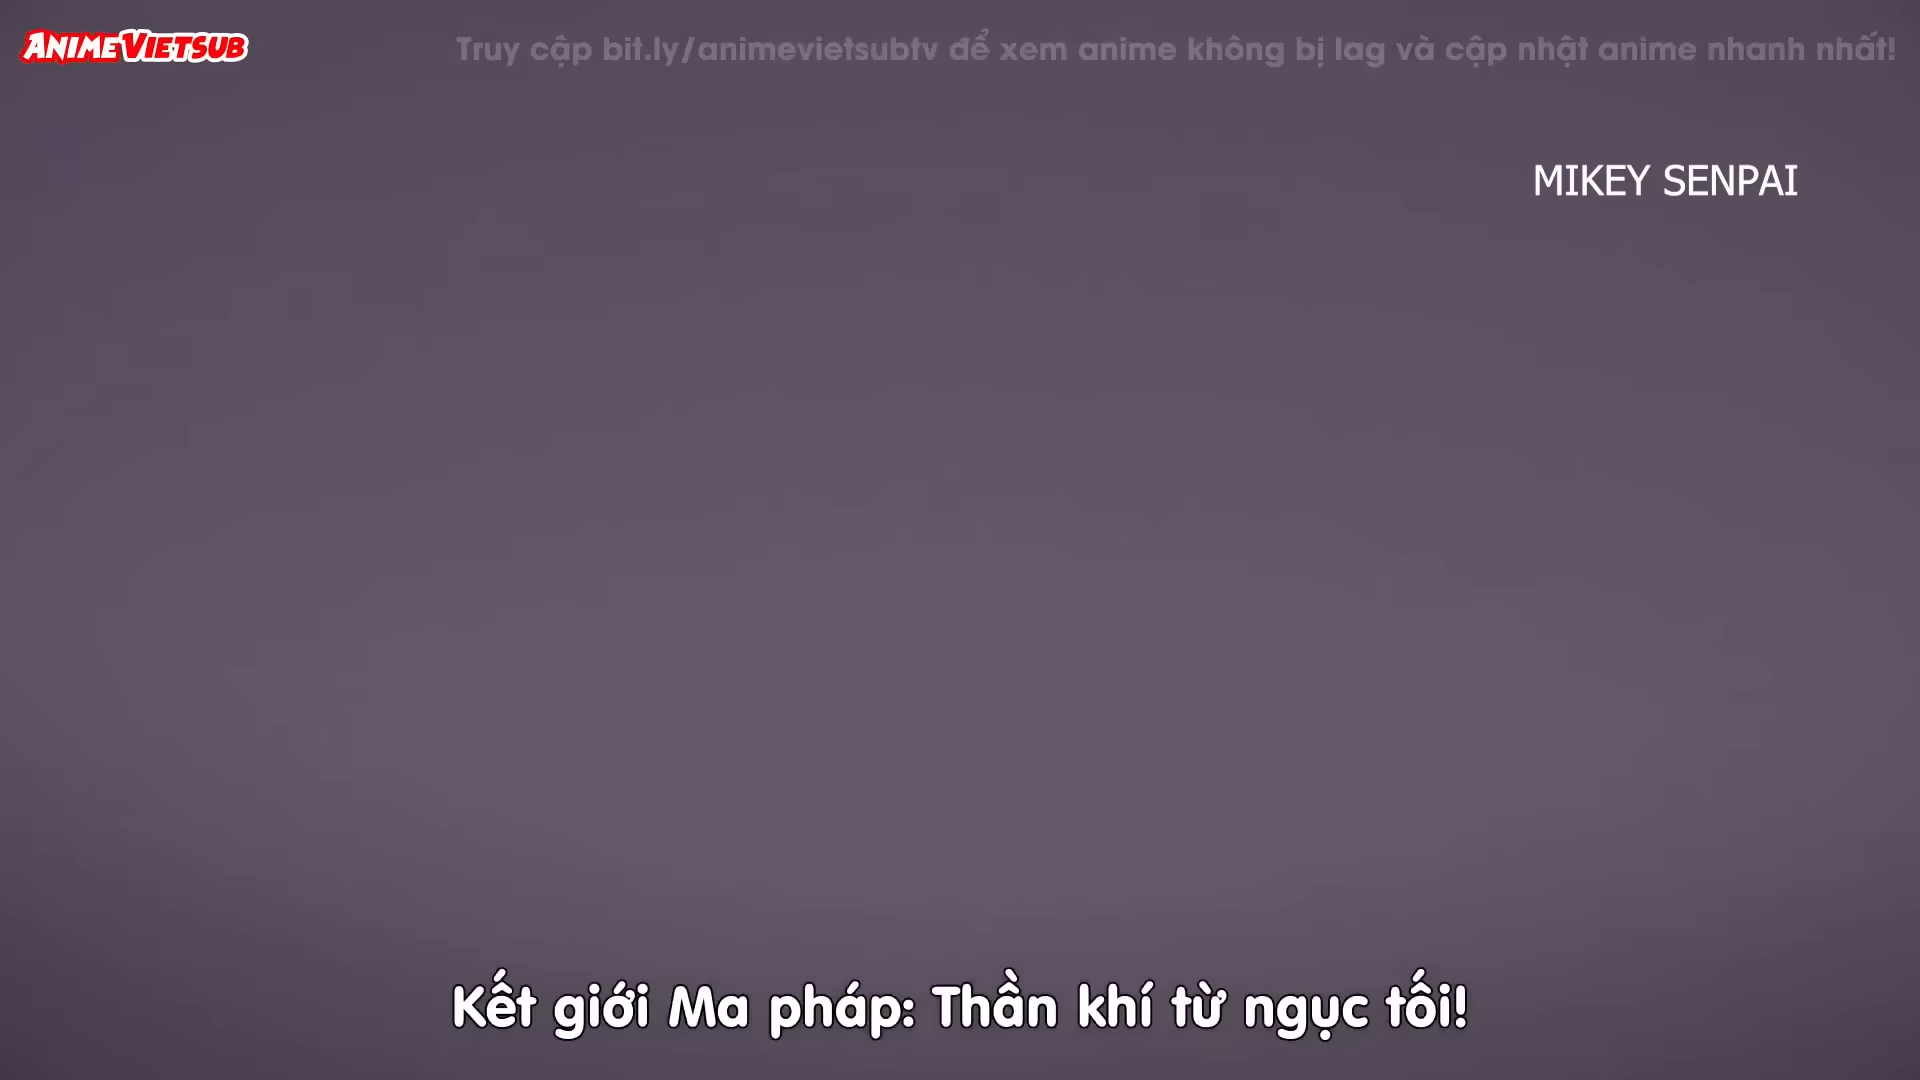 ANIMEVIETSUB
Truy cập bit.ly/animevietsubtv để xem anime không bị lag và cập nhật anime nhanh nhất!
MIKEY SENPAI
Kết giới Ma pháp: Thần khí từ ngục tối!